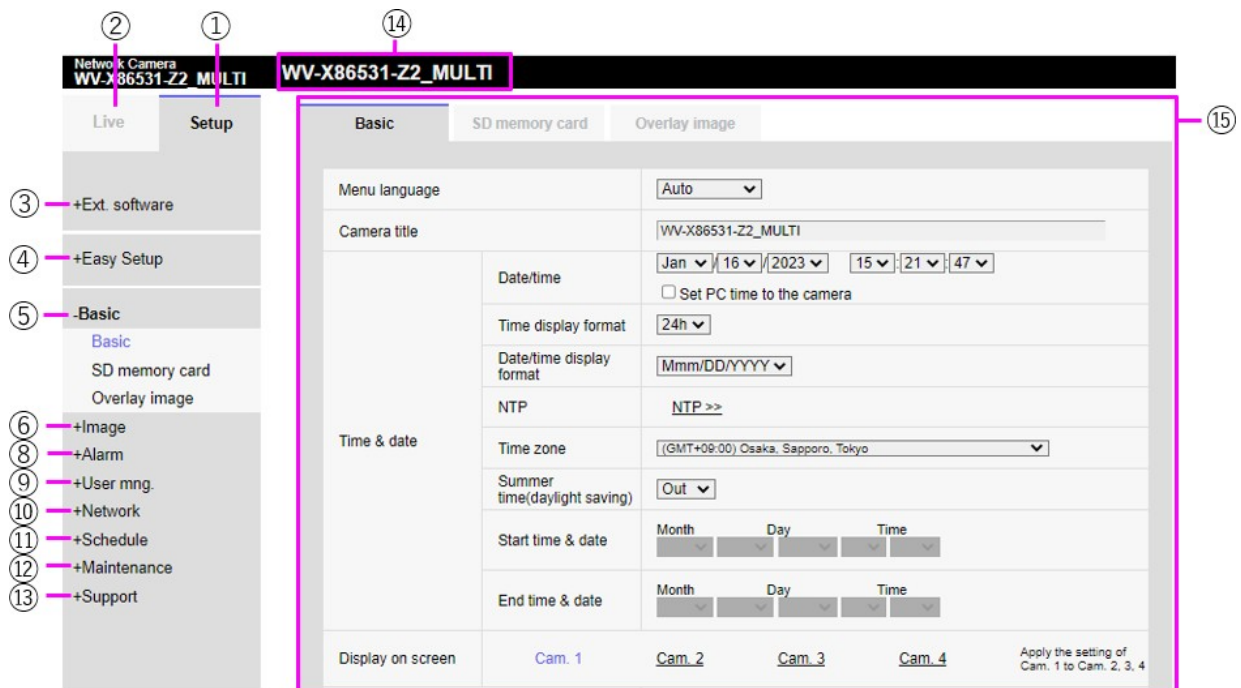 ② ① ⑭
Network Camera
WV-X86531-Z2_MULTI
WV-X86531-Z2_MULTI
Live Setup
Basic SD memory card Overlay image
⑮
③ +Ext. software
④ +Easy Setup
⑤ -Basic
Basic
SD memory card
Overlay image
⑥ +Image
⑧ +Alarm
⑨ +User mng.
⑩ +Network
⑪ +Schedule
⑫ +Maintenance
⑬ +Support
Menu language Auto
Camera title WV-X86531-Z2_MULTI
Time & date
Date/time Jan / 16 / 2023 15 : 21 : 47
Set PC time to the camera
Time display format 24h
Date/time display
format
Mmm/DD/YYYY
NTP NTP >>
Time zone (GMT+09:00) Osaka, Sapporo, Tokyo
Summer
time(daylight saving)
Out
Start time & date Month Day Time
End time & date Month Day Time
Display on screen Cam. 1 Cam. 2 Cam. 3 Cam. 4
Apply the setting of
Cam. 1 to Cam. 2, 3, 4